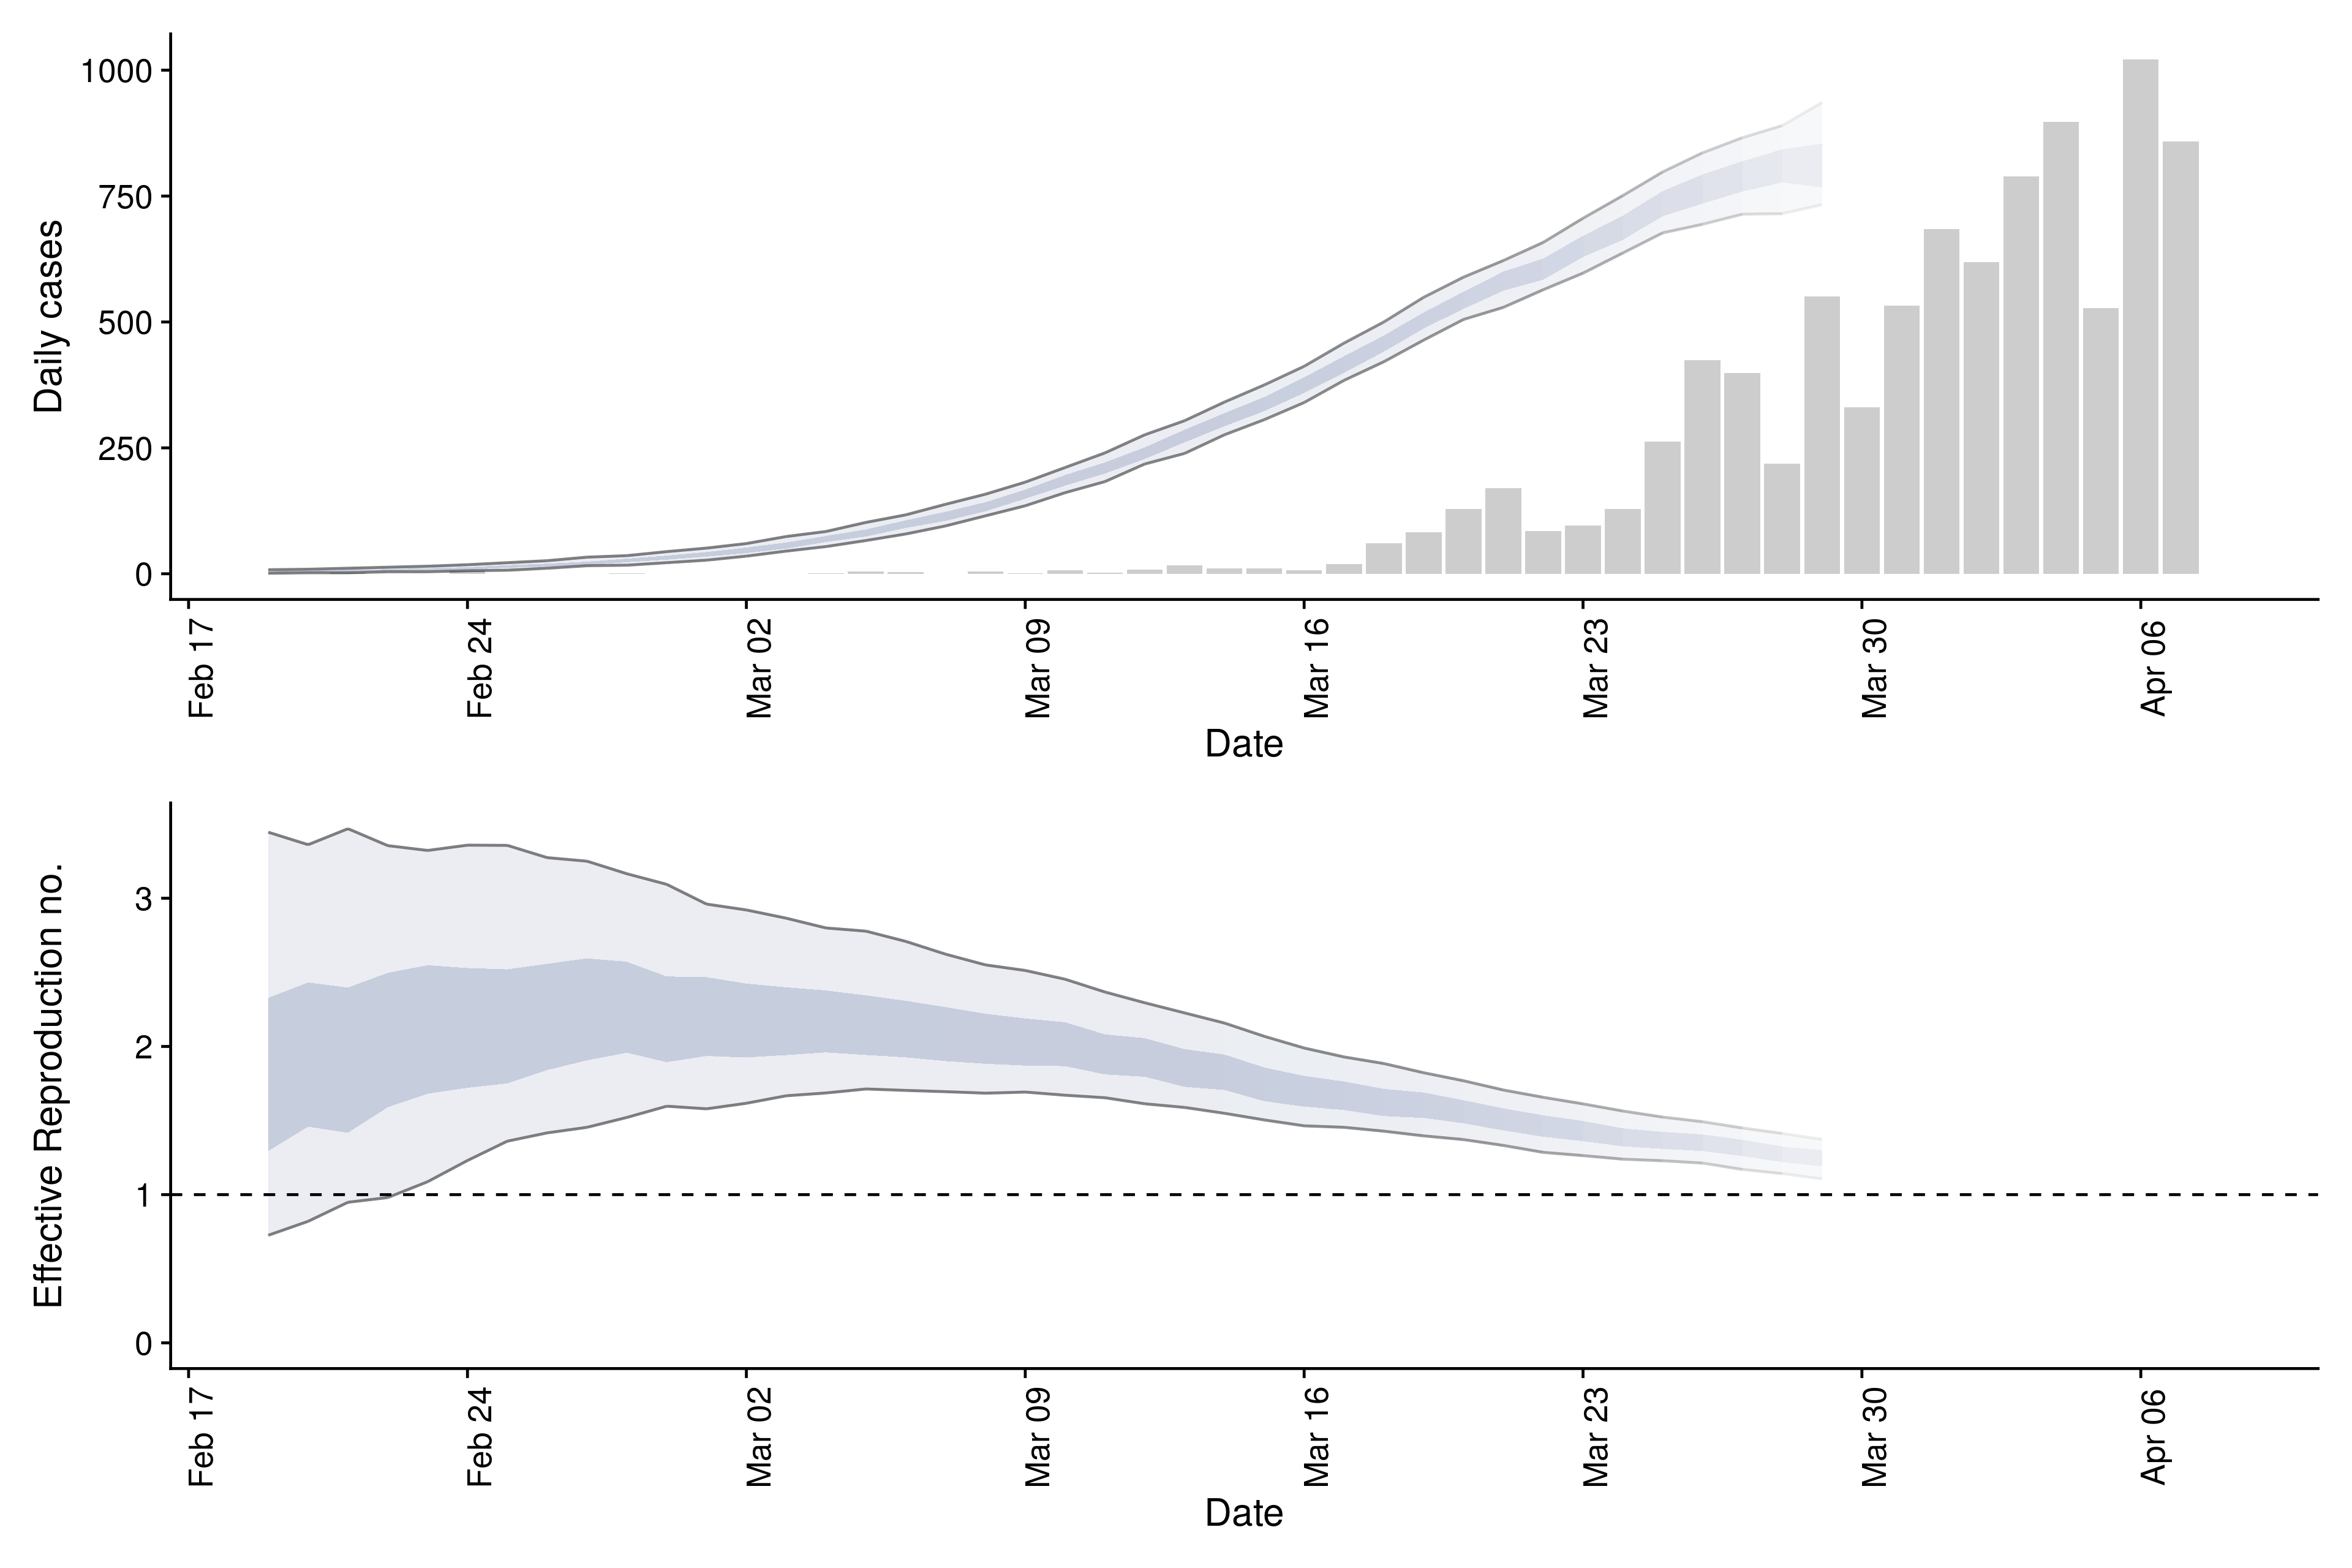 Daily cases
1000
750
500
250
0
Feb 17
Feb 24
Mar 02
Mar 09
Mar 16
Mar 23
Mar 30
Apr 06
Date
Effective Reproduction no.
3
2
1
0
Feb 17
Feb 24
Mar 02
Mar 09
Mar 16
Mar 23
Mar 30
Apr 06
Date